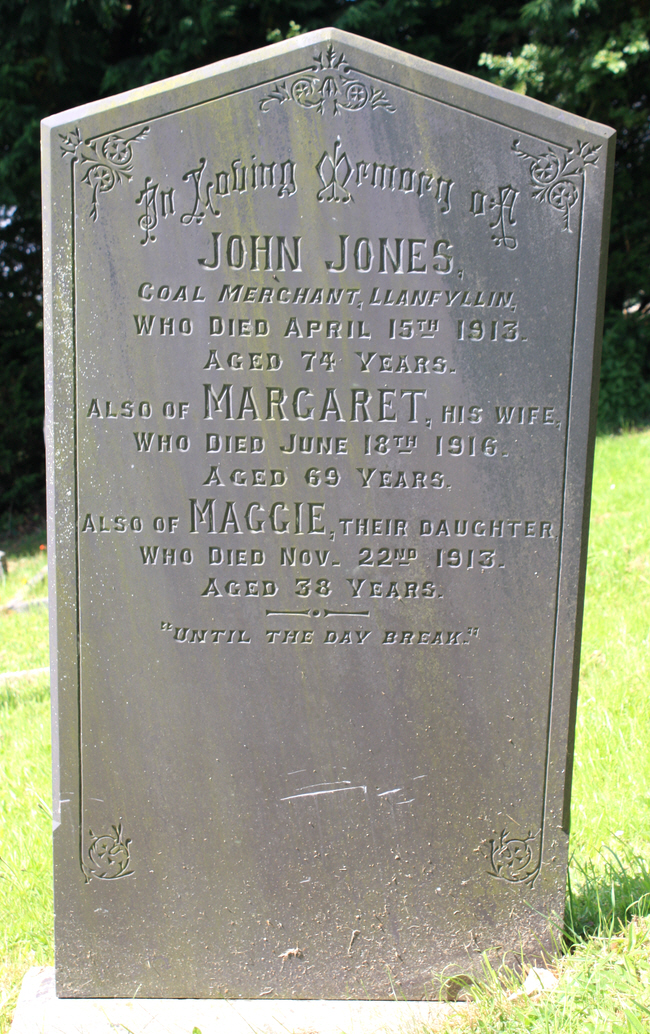 In Loving Memory of
JOHN JONES,
COAL MERCHANT, LLANFYLLIN,
WHO DIED APRIL 15TH 1913.
AGED 74 YEARS.
ALSO OF MARGARET, HIS WIFE,
WHO DIED JUNE 18TH 1916.
AGED 69 YEARS.
ALSO OF MAGGIE, THEIR DAUGHTER,
WHO DIED NOV. 22ND 1913.
AGED 38 YEARS.
"UNTIL THE DAY BREAK."